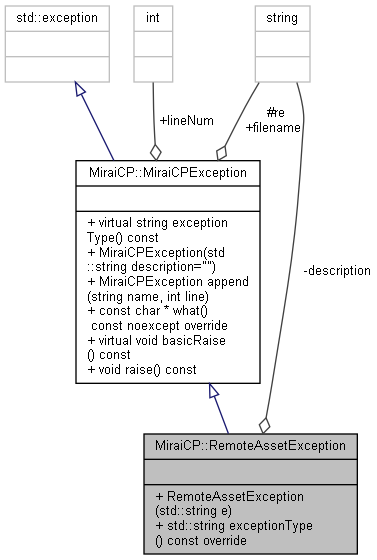 std::exception
int
string
+lineNum
#re
+filename
MiraiCP::MiraiCPException
+ virtual string exception
Type() const
+ MiraiCPException(std
::string description="")
+ MiraiCPException append
(string name, int line)
+ const char * what()
const noexcept override
+ virtual void basicRaise
() const
+ void raise() const
-description
MiraiCP::RemoteAssetException
+ RemoteAssetException
(std::string e)
+ std::string exceptionType
() const override